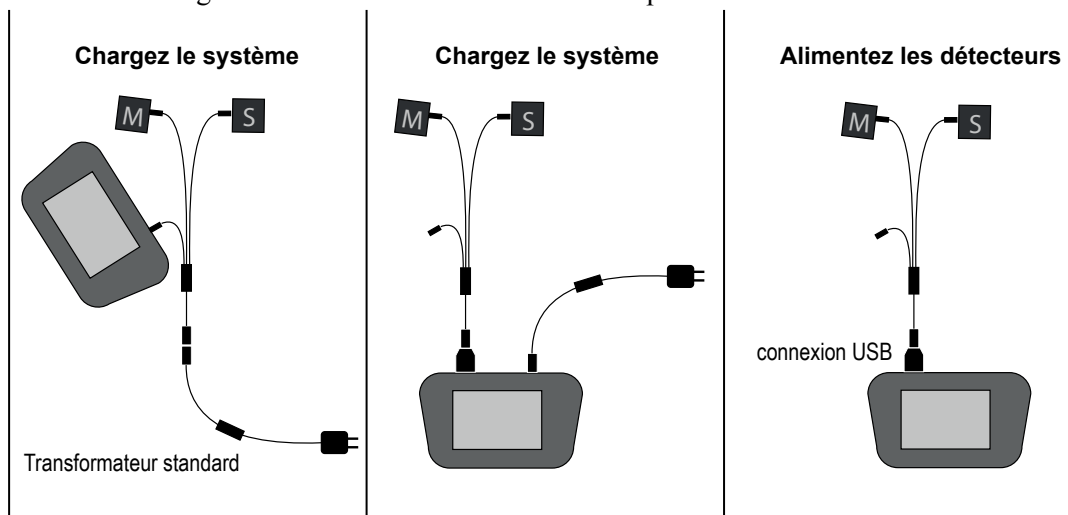 Chargez le système
M S
Transformateur standard
Chargez le système
M S
Alimentez les détecteurs
M S
connexion USB